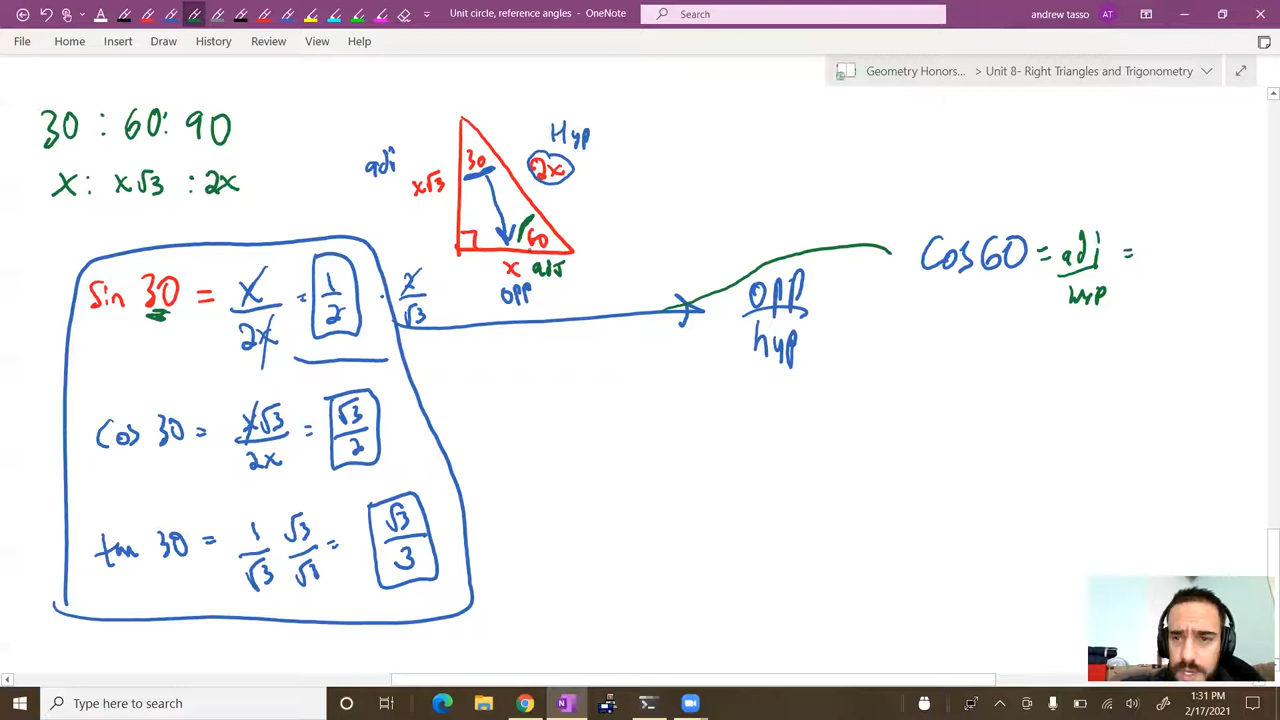 Unit circle, reference angles - OneNote
Search
andrew tasso
AT
File Home Insert Draw History Review View Help
Geometry Honors... > Unit 8- Right Triangles and Trigonometry
30 : 60 : 90
x : x√3 : 2x
Hyp
adj
30
2x
x√3
60
x adj
opp
sin 30 = x/2x = 1/2 · x/√3
opp/hyp
Cos 60 = adj/hyp =
Cos 30 = x√3/2x = √3/2
tan 30 = 1/√3 √3/√3 = √3/3
Type here to search
1:31 PM
2/17/2021